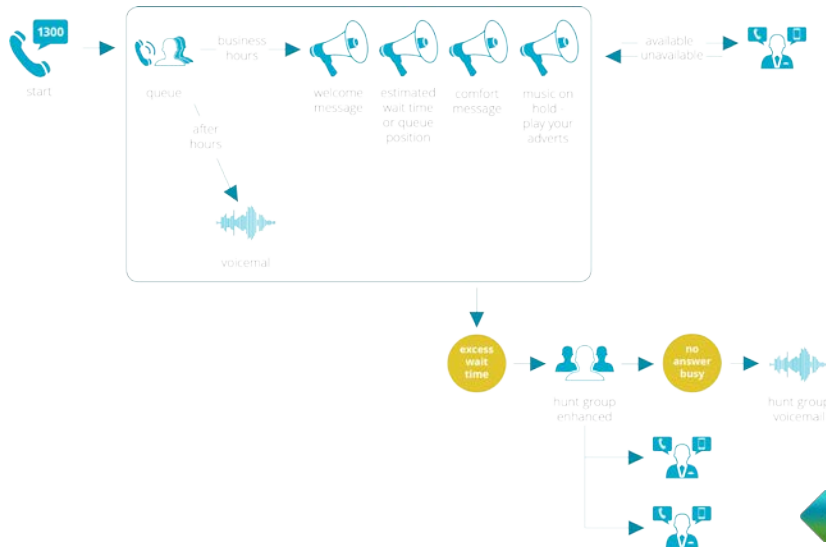 1300
start
queue
business
hours
after
hours
voicemal
welcome
message
estimated
wait time
or queue
position
comfort
message
music on
hold -
play your
adverts
available
unavailable
excess
wait
time
hunt group
enhanced
no
answer
busy
hunt group
voicemail